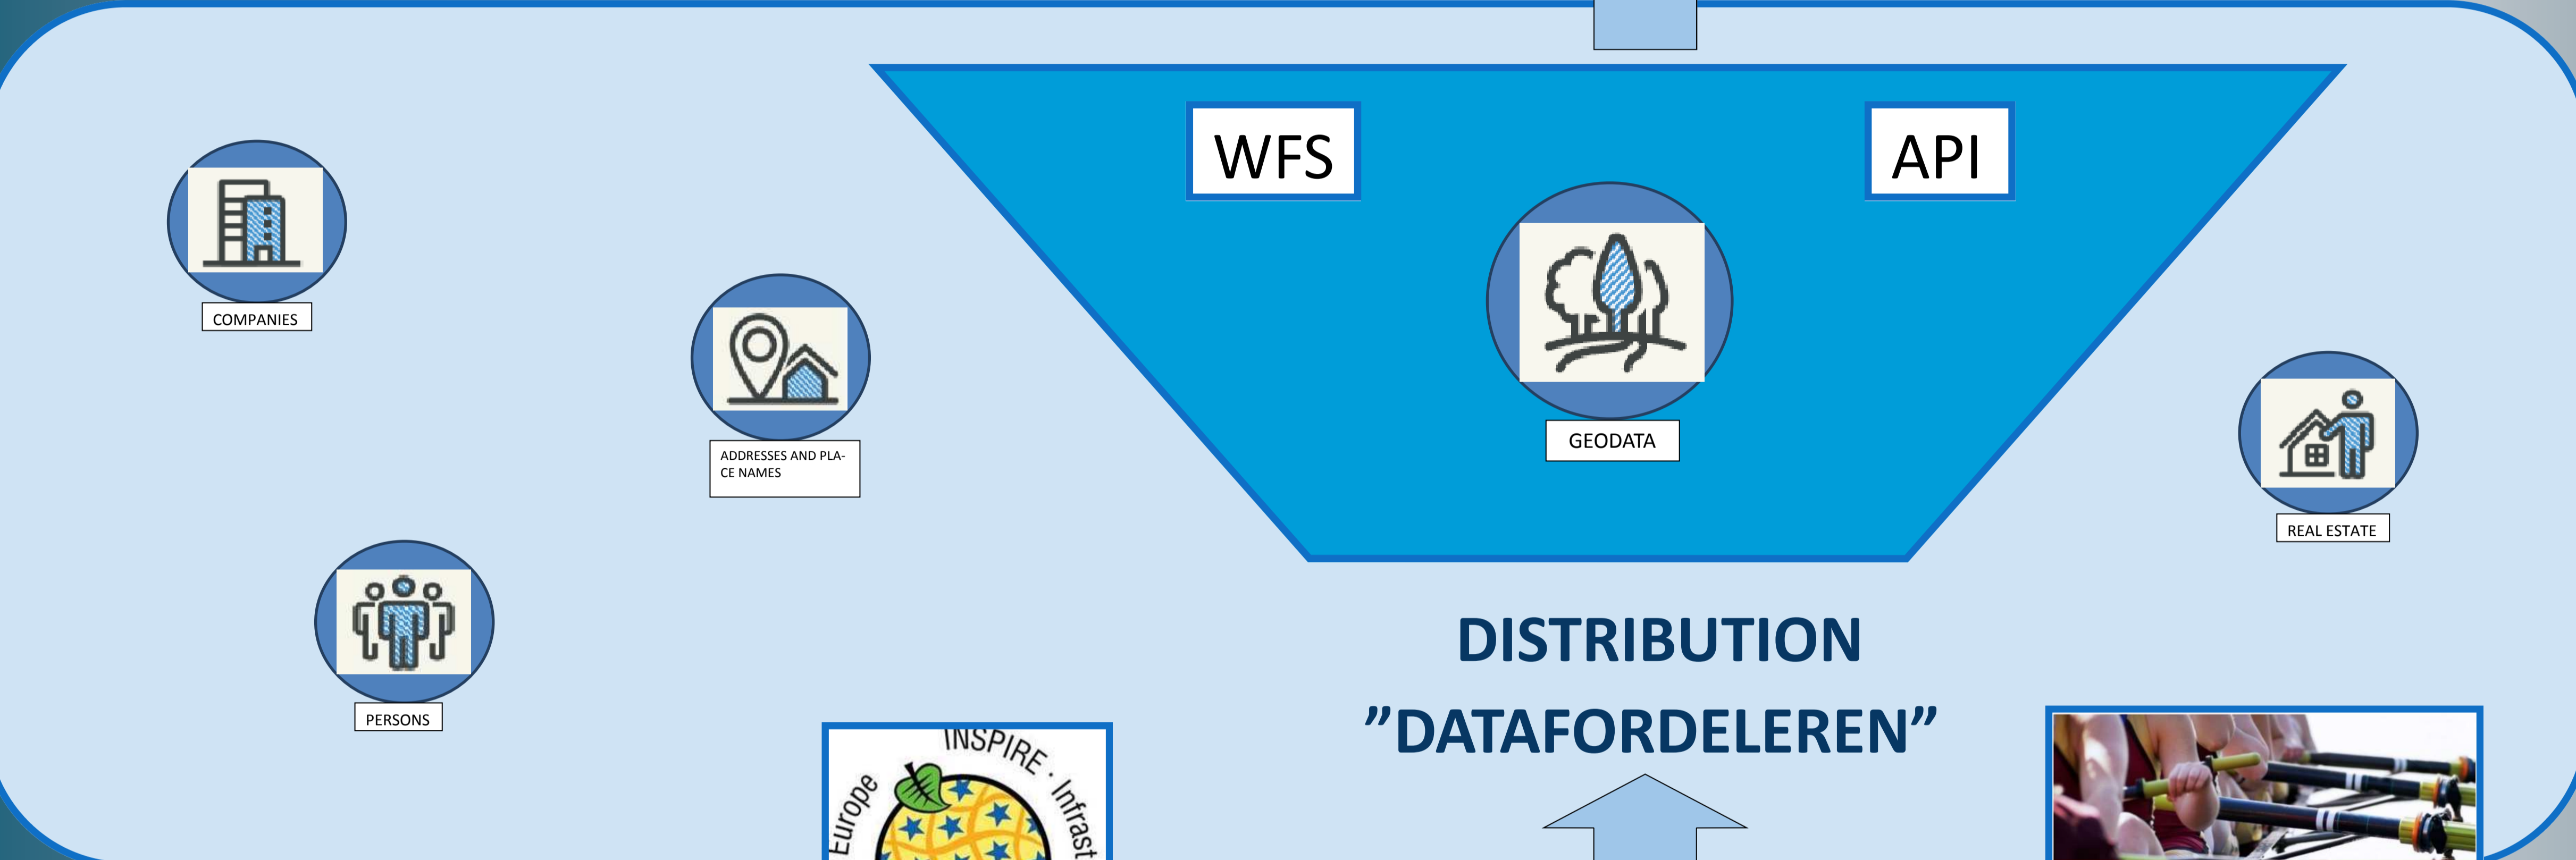 WFS
API
COMPANIES
ADDRESSES AND PLA-
CE NAMES
GEODATA
REAL ESTATE
PERSONS
DISTRIBUTION
”DATAFORDELEREN”
Europe
INSPIRE · Infrast